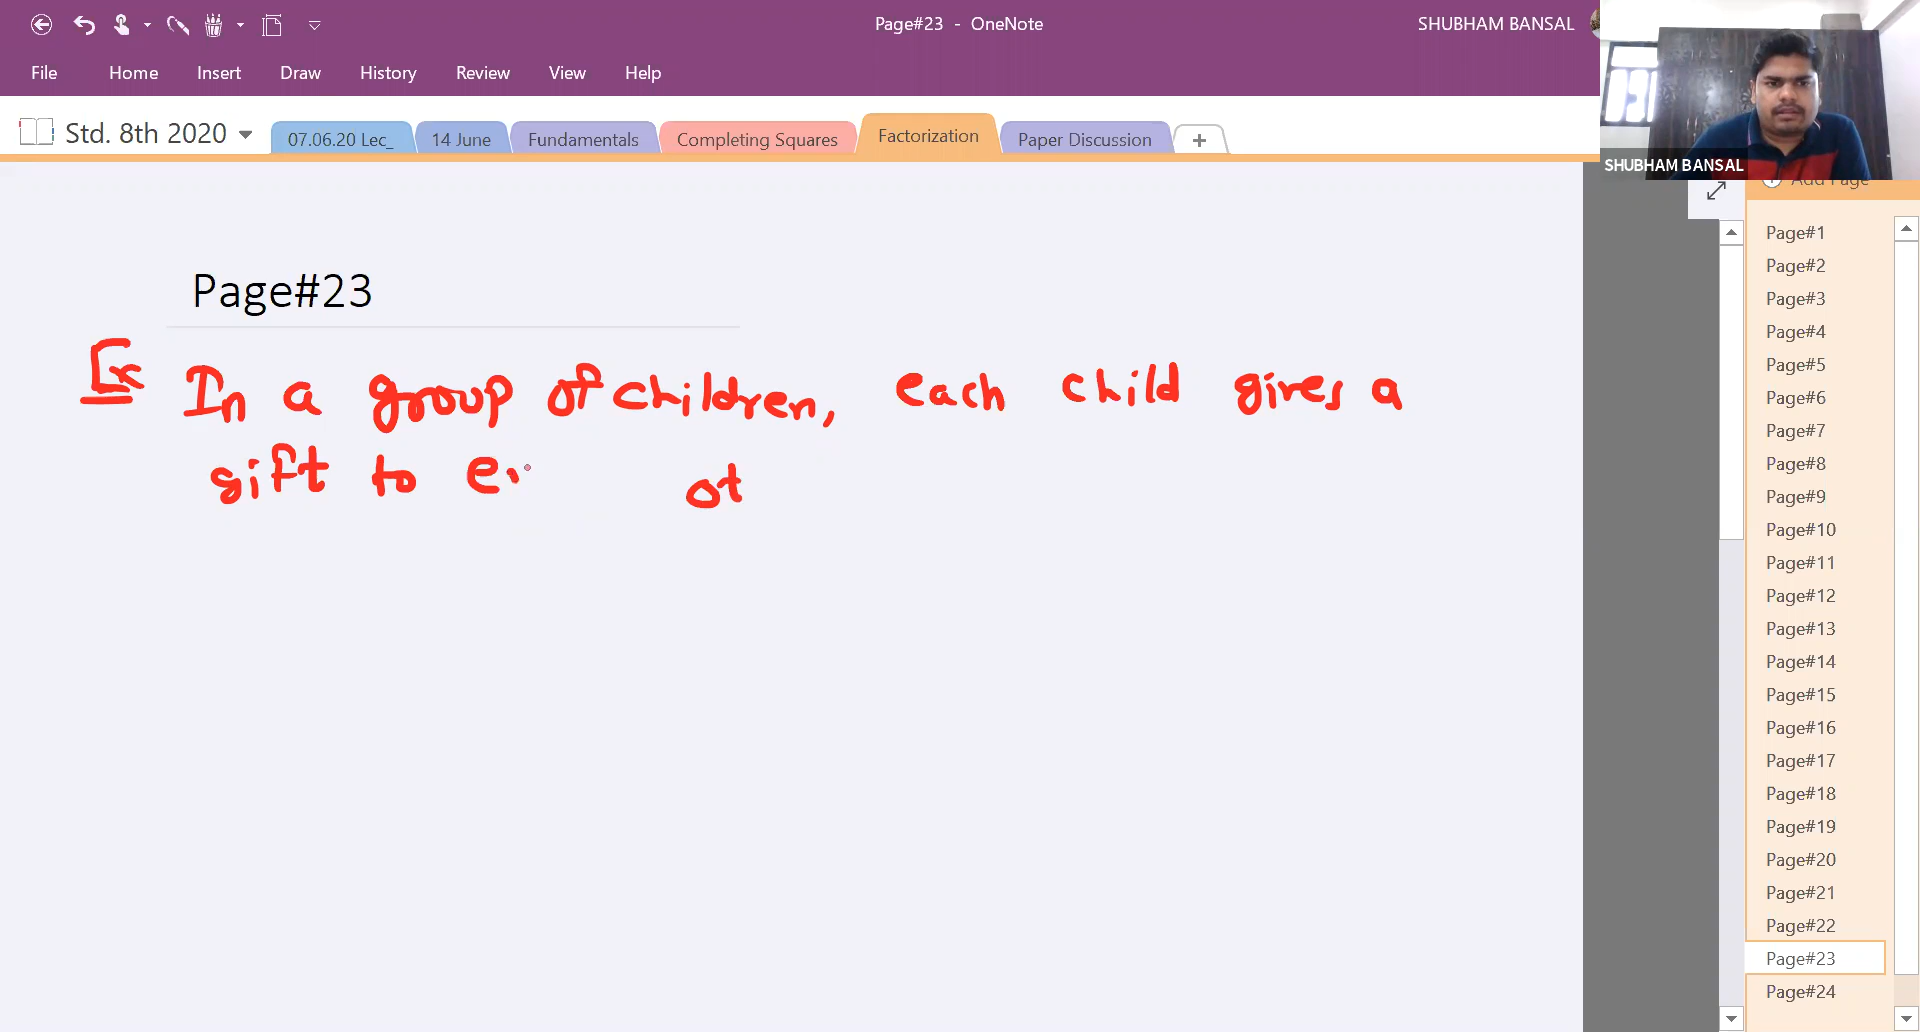 Page#23 - OneNote
SHUBHAM BANSAL
File Home Insert Draw History Review View Help
Std. 8th 2020
07.06.20 Lec_
14 June
Fundamentals
Completing Squares
Factorization
Paper Discussion
+
SHUBHAM BANSAL
Add Page
Page#23
Ex In a group of children, each child gives a
gift to ot
Page#1
Page#2
Page#3
Page#4
Page#5
Page#6
Page#7
Page#8
Page#9
Page#10
Page#11
Page#12
Page#13
Page#14
Page#15
Page#16
Page#17
Page#18
Page#19
Page#20
Page#21
Page#22
Page#23
Page#24